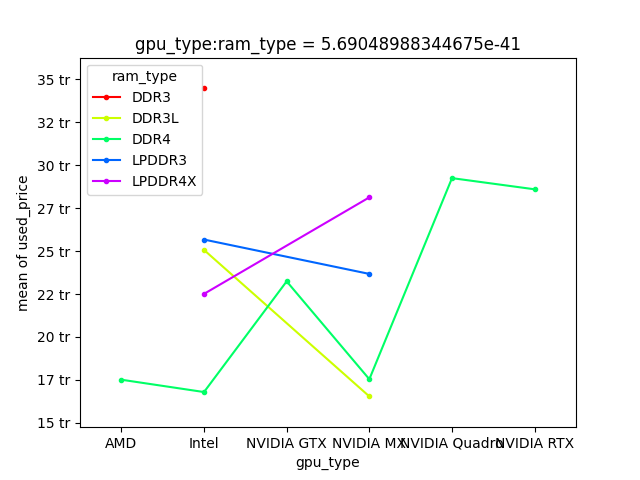 gpu_type:ram_type = 5.69048988344675e-41
ram_type
DDR3
DDR3L
DDR4
LPDDR3
LPDDR4X
35 tr
32 tr
30 tr
27 tr
25 tr
22 tr
20 tr
17 tr
15 tr
mean of used_price
AMD
Intel
NVIDIA GTX
NVIDIA MX
NVIDIA Quadro
NVIDIA RTX
gpu_type